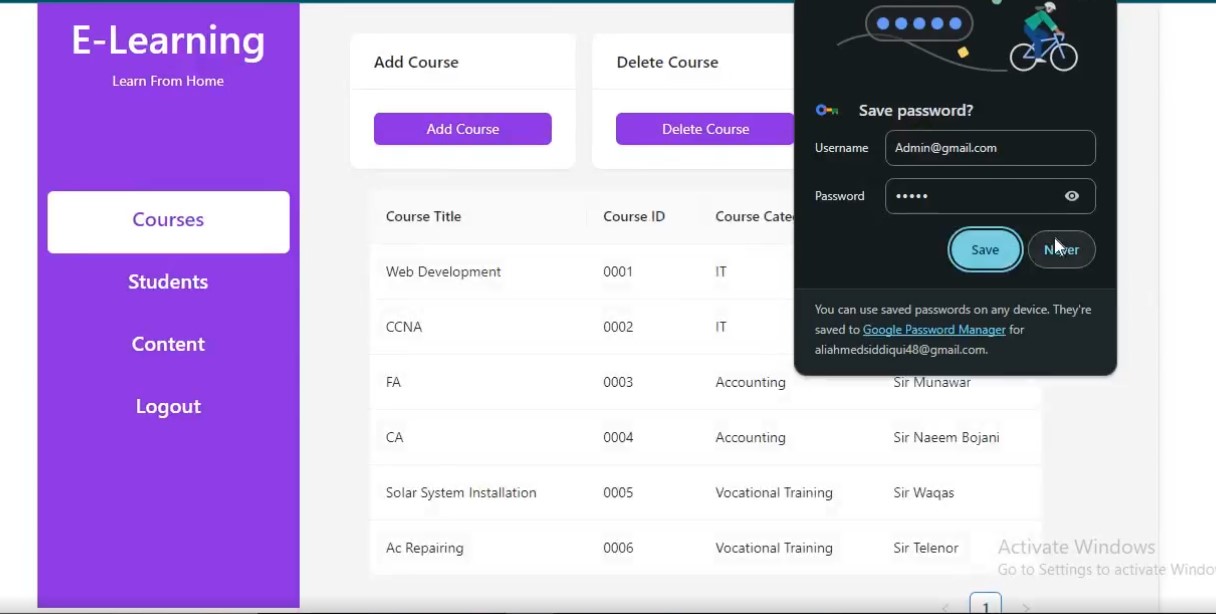 E-Learning
Learn From Home
Courses
Students
Content
Logout
Add Course
Add Course
Delete Course
Delete Course
Course Title Course ID Course
Web Development 0001 IT
CCNA 0002 IT
FA 0003 Accounting Sir Munawar
CA 0004 Accounting Sir Naeem Bojani
Solar System Installation 0005 Vocational Training Sir Waqas
Ac Repairing 0006 Vocational Training Sir Telenor
1
Save password?
Username Admin@gmail.com
Password •••••
Save Never
You can use saved passwords on any device. They're
saved to Google Password Manager for
aliahmedsiddiqui48@gmail.com.
Activate Windows
Go to Settings to activate